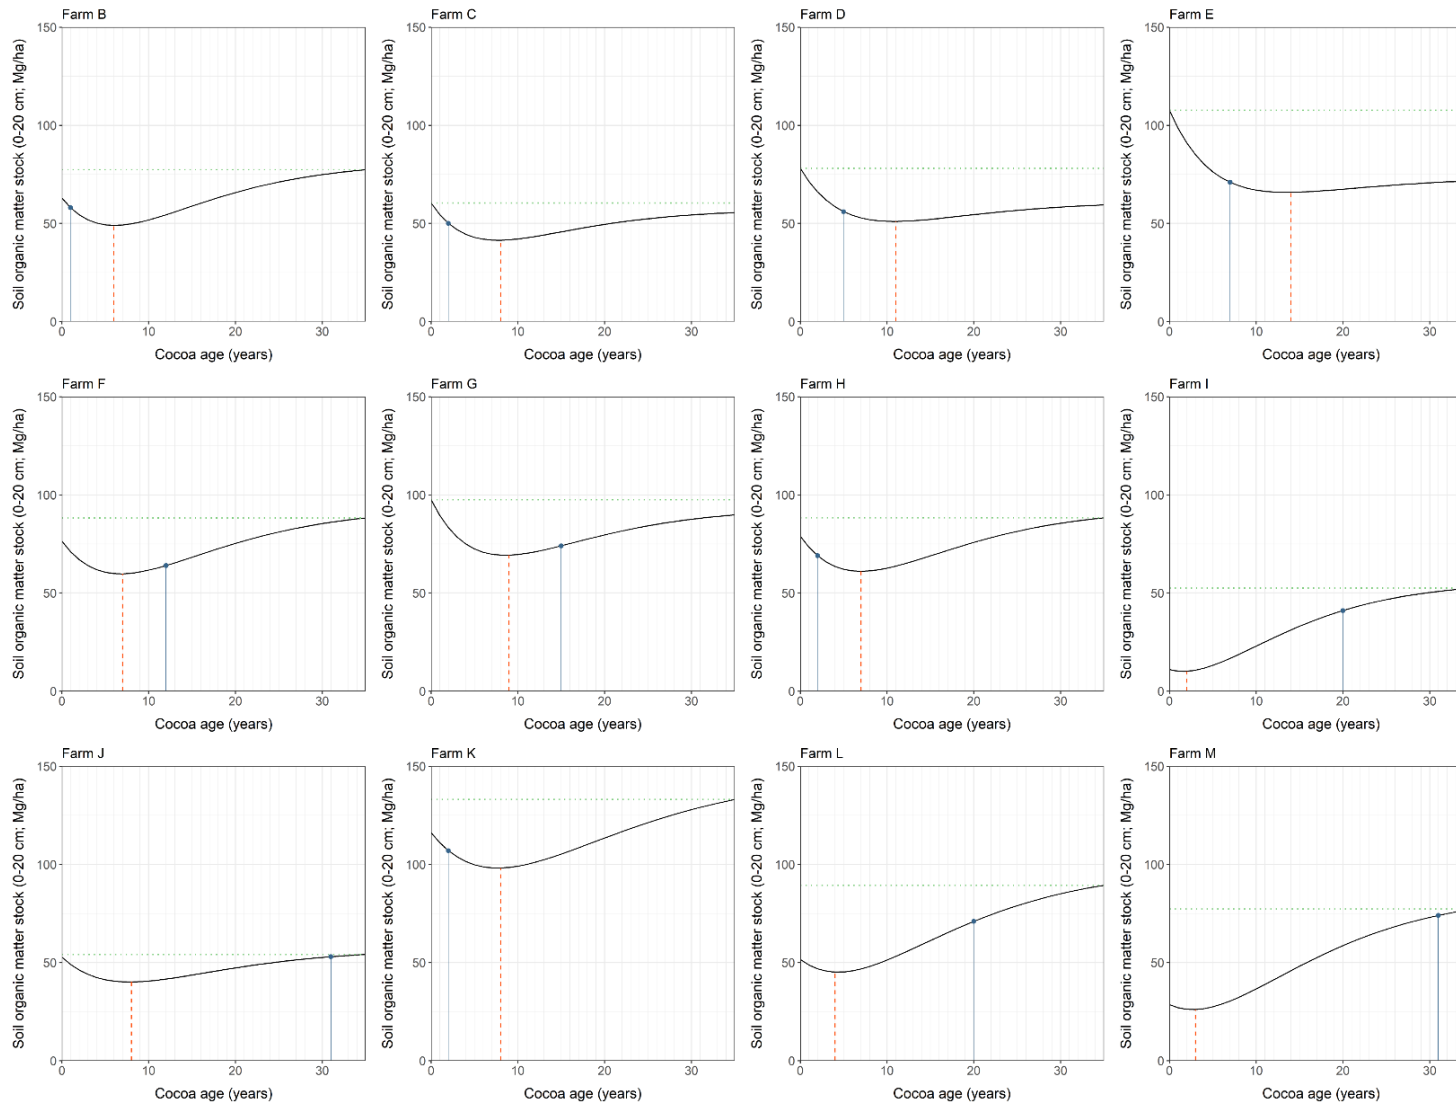 Farm B
Soil organic matter stock (0-20 cm; Mg/ha)
150
100
50
0
0 10 20 30
Cocoa age (years)
Farm C
Soil organic matter stock (0-20 cm; Mg/ha)
150
100
50
0
0 10 20 30
Cocoa age (years)
Farm D
Soil organic matter stock (0-20 cm; Mg/ha)
150
100
50
0
0 10 20 30
Cocoa age (years)
Farm E
Soil organic matter stock (0-20 cm; Mg/ha)
150
100
50
0
0 10 20 30
Cocoa age (years)
Farm F
Soil organic matter stock (0-20 cm; Mg/ha)
150
100
50
0
0 10 20 30
Cocoa age (years)
Farm G
Soil organic matter stock (0-20 cm; Mg/ha)
150
100
50
0
0 10 20 30
Cocoa age (years)
Farm H
Soil organic matter stock (0-20 cm; Mg/ha)
150
100
50
0
0 10 20 30
Cocoa age (years)
Farm I
Soil organic matter stock (0-20 cm; Mg/ha)
150
100
50
0
0 10 20 30
Cocoa age (years)
Farm J
Soil organic matter stock (0-20 cm; Mg/ha)
150
100
50
0
0 10 20 30
Cocoa age (years)
Farm K
Soil organic matter stock (0-20 cm; Mg/ha)
150
100
50
0
0 10 20 30
Cocoa age (years)
Farm L
Soil organic matter stock (0-20 cm; Mg/ha)
150
100
50
0
0 10 20 30
Cocoa age (years)
Farm M
Soil organic matter stock (0-20 cm; Mg/ha)
150
100
50
0
0 10 20 30
Cocoa age (years)